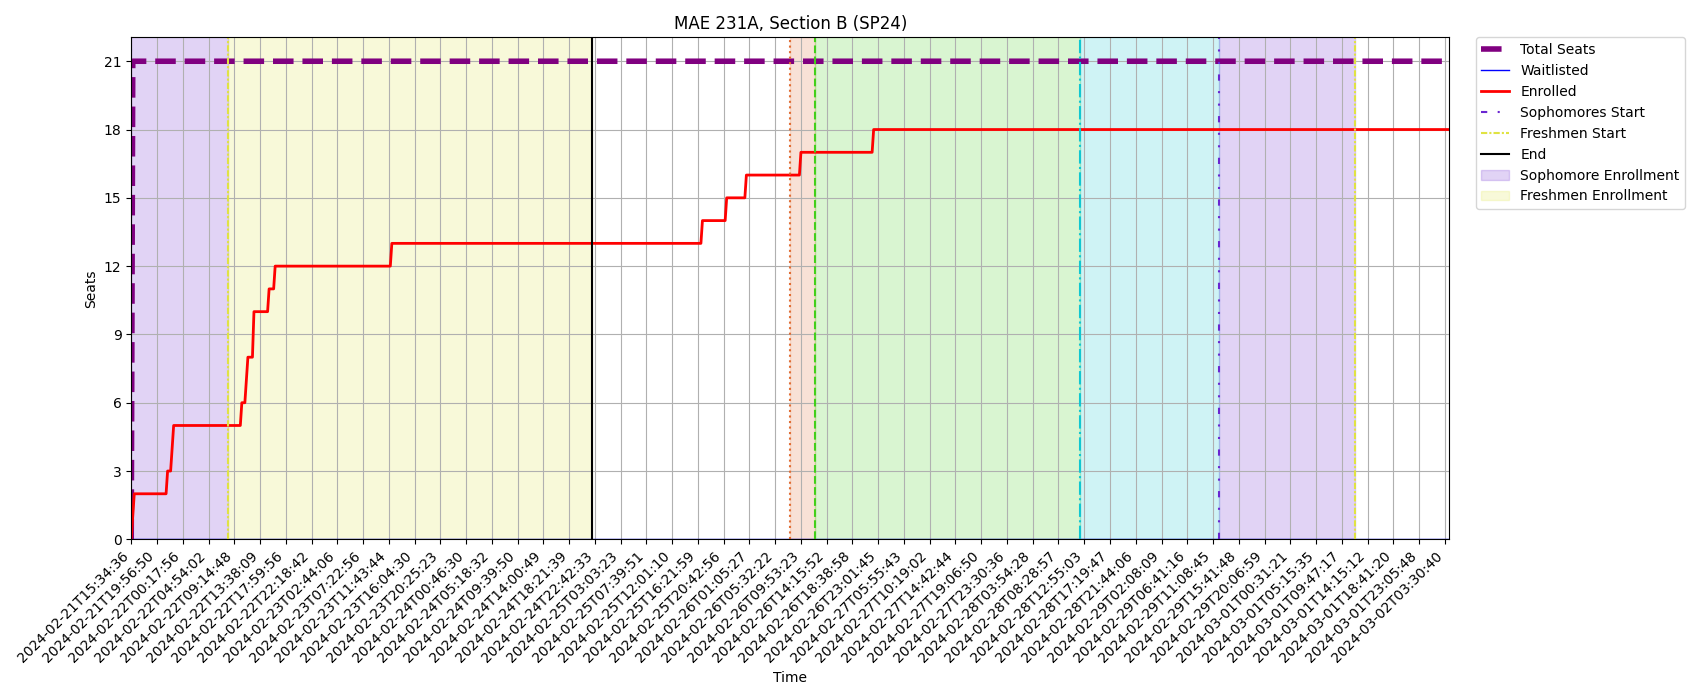 MAE 231A, Section B (SP24)
Seats
21
18
15
12
9
6
3
0
2024-02-21T15:34:36
2024-02-21T19:56:50
2024-02-22T00:17:56
2024-02-22T04:54:02
2024-02-22T09:14:48
2024-02-22T13:38:09
2024-02-22T17:59:56
2024-02-22T22:18:42
2024-02-23T02:44:06
2024-02-23T07:22:56
2024-02-23T11:43:44
2024-02-23T16:04:30
2024-02-23T20:25:23
2024-02-24T00:46:30
2024-02-24T05:18:32
2024-02-24T09:39:50
2024-02-24T14:00:49
2024-02-24T18:21:39
2024-02-24T22:42:33
2024-02-25T03:03:23
2024-02-25T07:39:51
2024-02-25T12:01:10
2024-02-25T16:21:59
2024-02-25T20:42:56
2024-02-26T01:05:27
2024-02-26T05:32:22
2024-02-26T09:53:23
2024-02-26T14:15:52
2024-02-26T18:38:58
2024-02-26T23:01:45
2024-02-27T05:55:43
2024-02-27T10:19:02
2024-02-27T14:42:44
2024-02-27T19:06:50
2024-02-27T23:30:36
2024-02-28T03:54:28
2024-02-28T08:28:57
2024-02-28T12:55:03
2024-02-28T17:19:47
2024-02-28T21:44:06
2024-02-29T02:08:09
2024-02-29T06:41:16
2024-02-29T11:08:45
2024-02-29T15:41:48
2024-02-29T20:06:59
2024-03-01T00:31:21
2024-03-01T05:15:35
2024-03-01T09:47:17
2024-03-01T14:15:12
2024-03-01T18:41:20
2024-03-01T23:05:48
2024-03-02T03:30:40
Time
Total Seats
Waitlisted
Enrolled
Sophomores Start
Freshmen Start
End
Sophomore Enrollment
Freshmen Enrollment